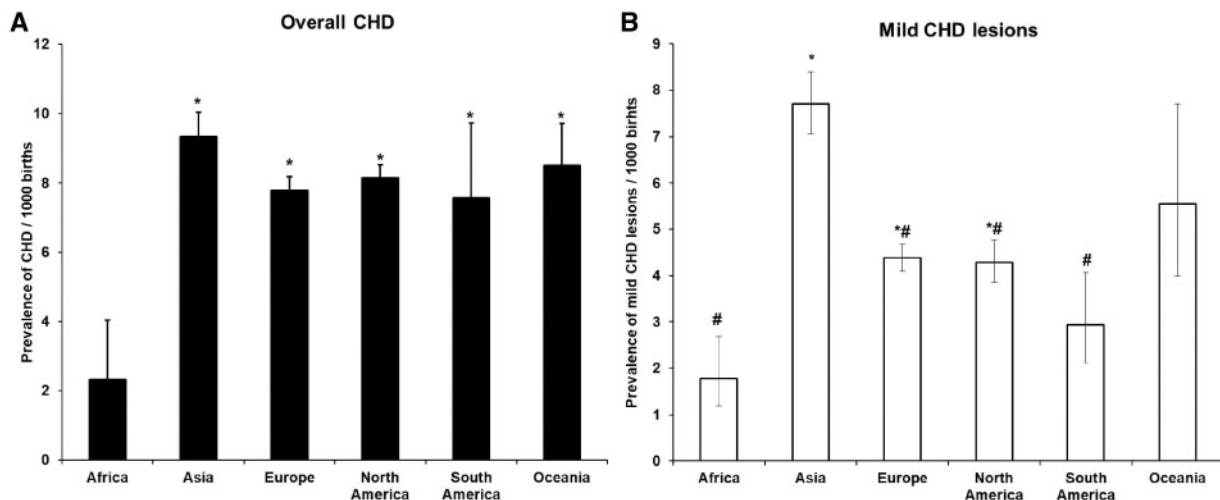 A
Overall CHD
Prevalence of CHD / 1000 births
12
10
8
6
4
2
0
*
*
*
*
*
Africa
Asia
Europe
North
America
South
America
Oceania
B
Mild CHD lesions
Prevalence of mild CHD lesions / 1000 birhts
9
8
7
6
5
4
3
2
1
0
#
*
*#
*#
#
Africa
Asia
Europe
North
America
South
America
Oceania